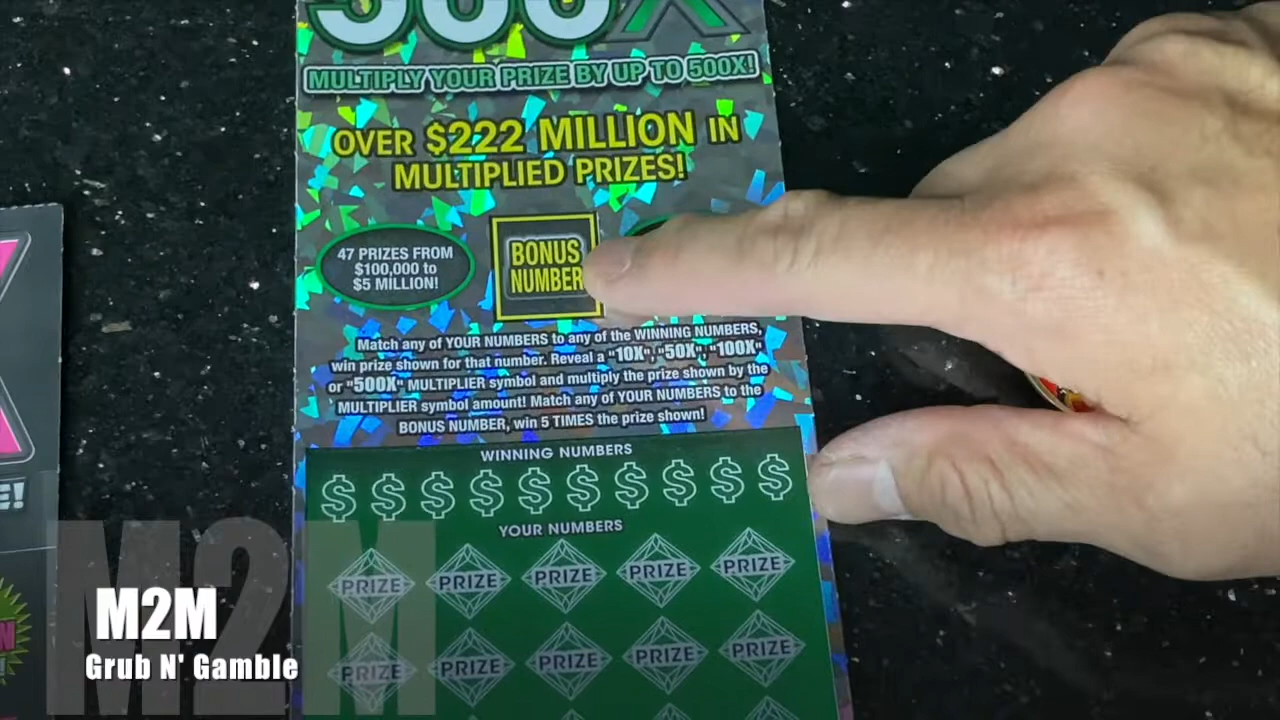 500X
MULTIPLY YOUR PRIZE BY UP TO 500X!
OVER $222 MILLION IN
MULTIPLIED PRIZES!
47 PRIZES FROM
$100,000 to
$5 MILLION!
BONUS
NUMBER
Match any of YOUR NUMBERS to any of the WINNING NUMBERS,
win prize shown for that number. Reveal a "10X", "50X", "100X"
or "500X" MULTIPLIER symbol and multiply the prize shown by the
MULTIPLIER symbol amount! Match any of YOUR NUMBERS to the
BONUS NUMBER, win 5 TIMES the prize shown!
WINNING NUMBERS
$ $ $ $ $ $ $ $ $ $
YOUR NUMBERS
PRIZE PRIZE PRIZE PRIZE PRIZE
PRIZE PRIZE PRIZE PRIZE PRIZE
M2M
M2M
Grub N' Gamble